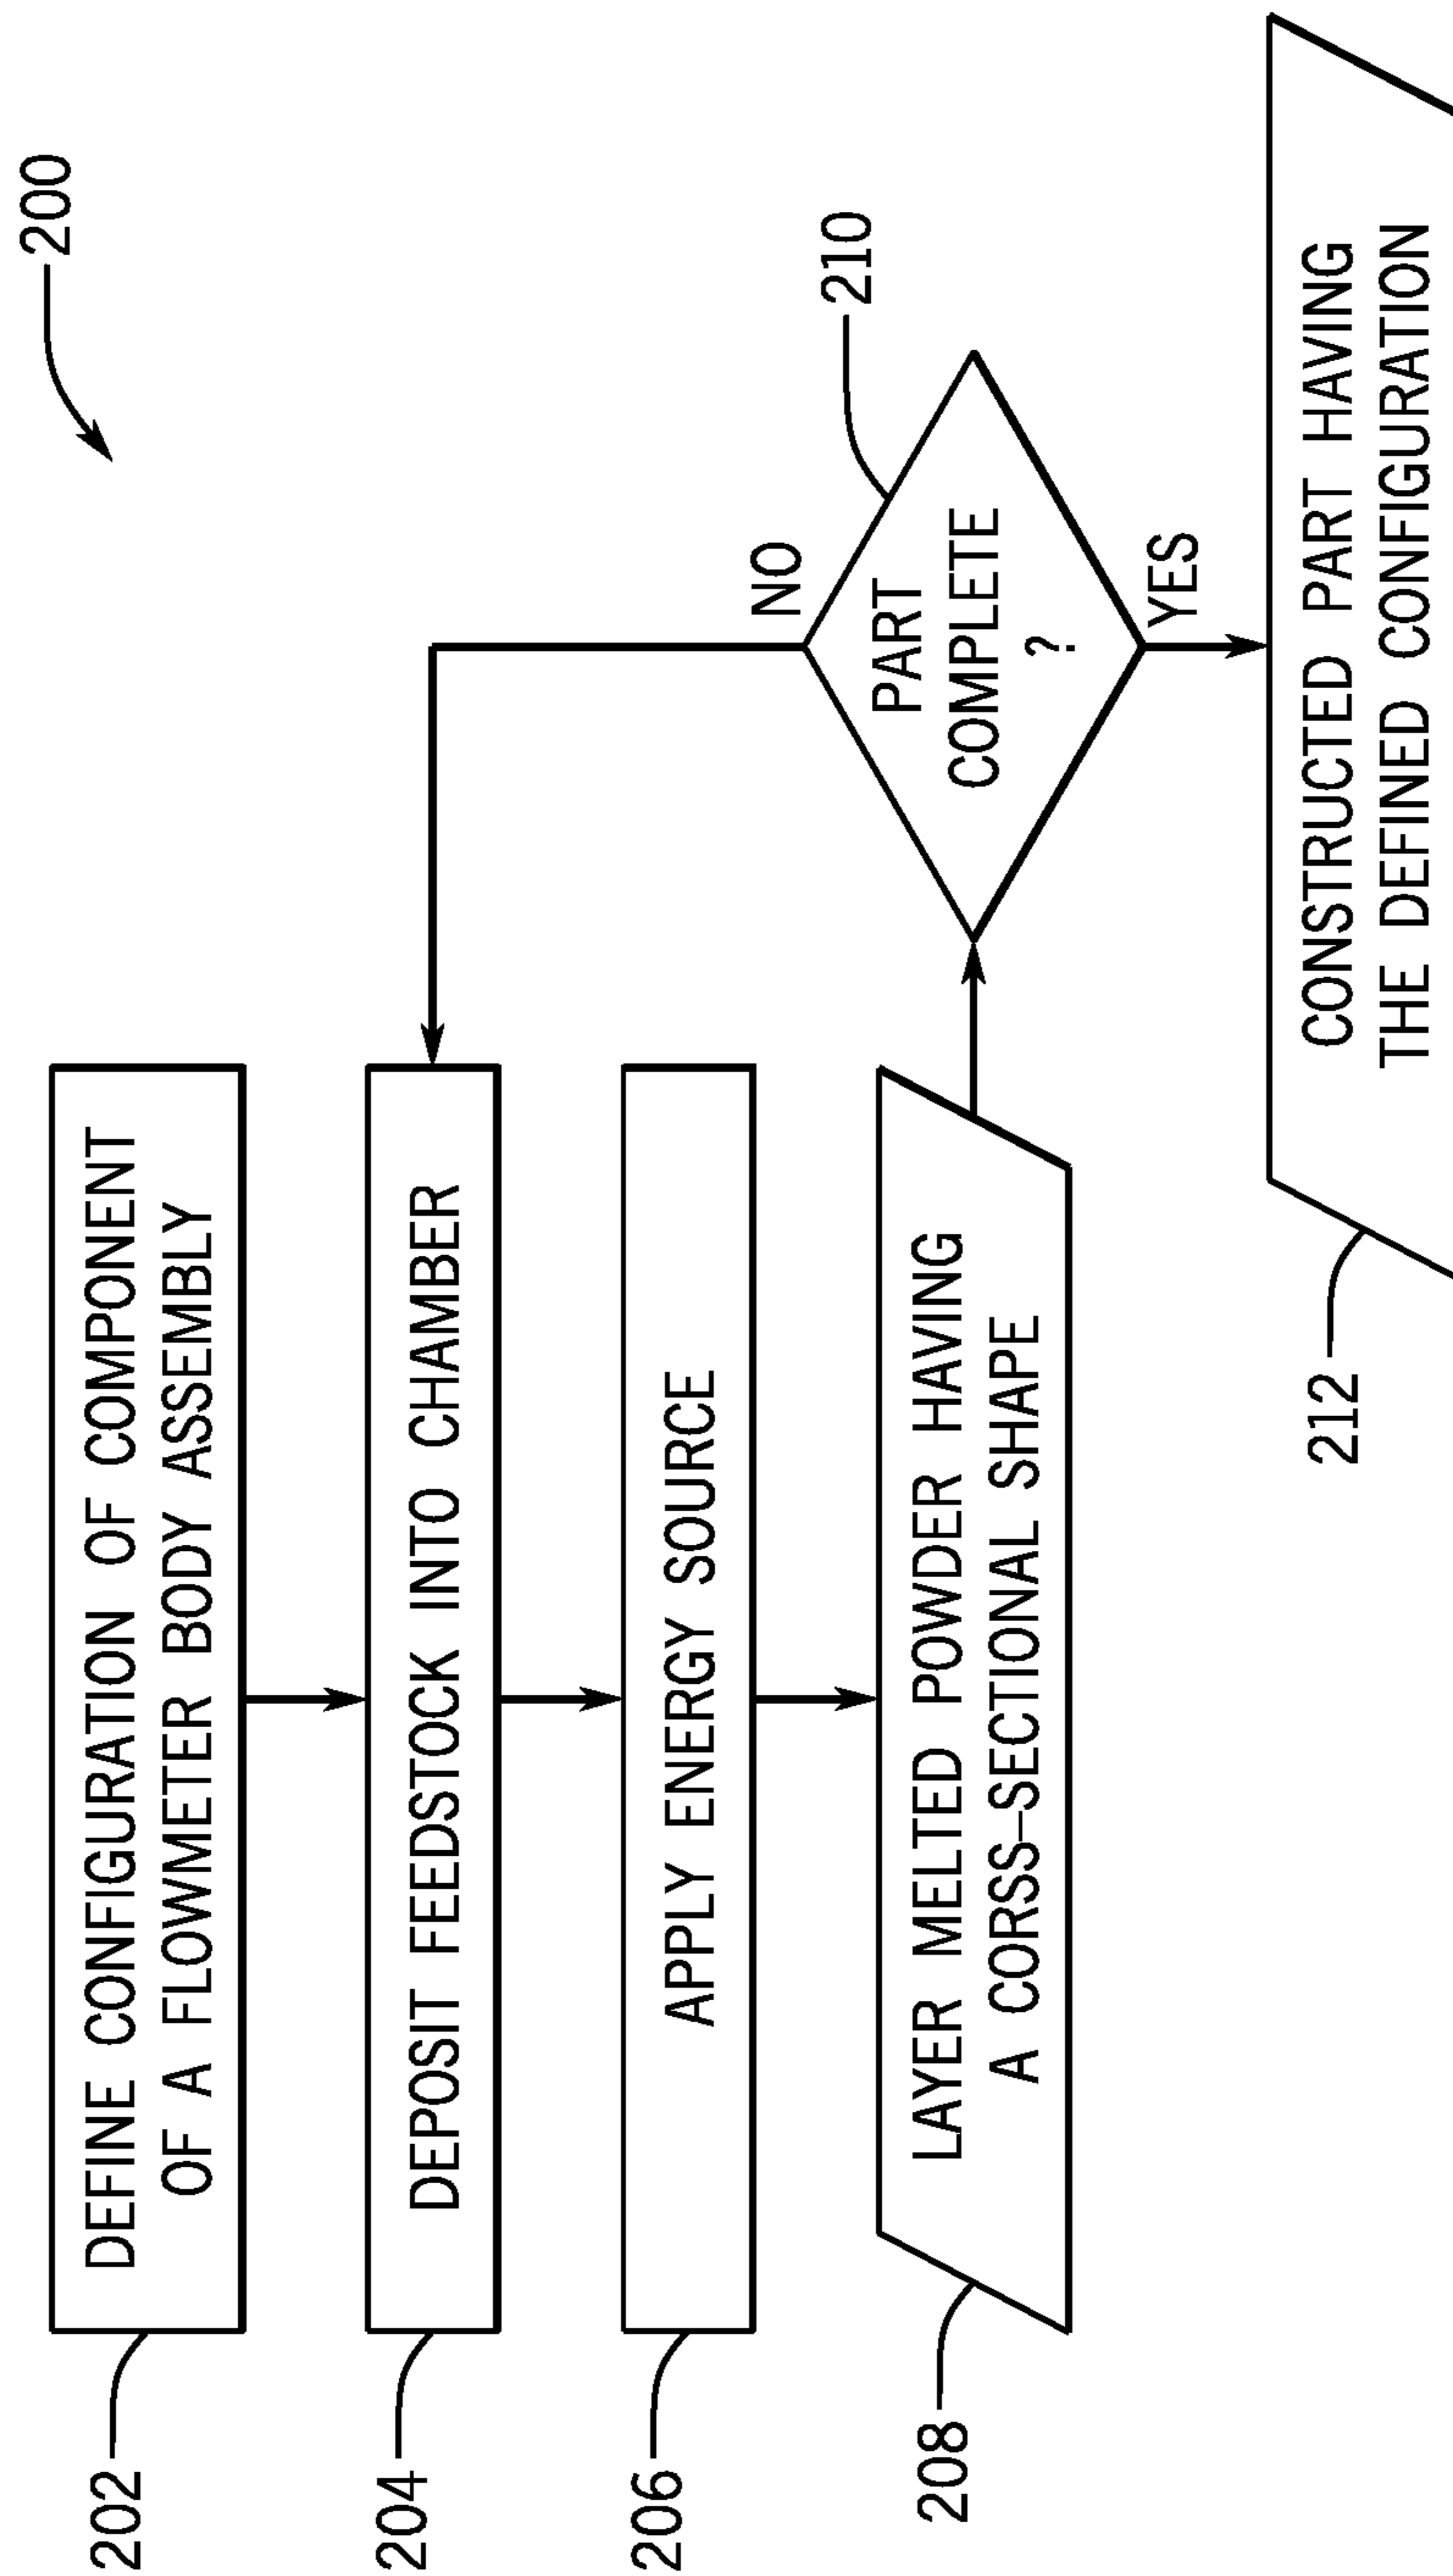 200
202
DEFINE CONFIGURATION OF COMPONENT
OF A FLOWMETER BODY ASSEMBLY
204
DEPOSIT FEEDSTOCK INTO CHAMBER
206
APPLY ENERGY SOURCE
208
LAYER MELTED POWDER HAVING
A CORSS-SECTIONAL SHAPE
210
NO
PART
COMPLETE
?
YES
212
CONSTRUCTED PART HAVING
THE DEFINED CONFIGURATION